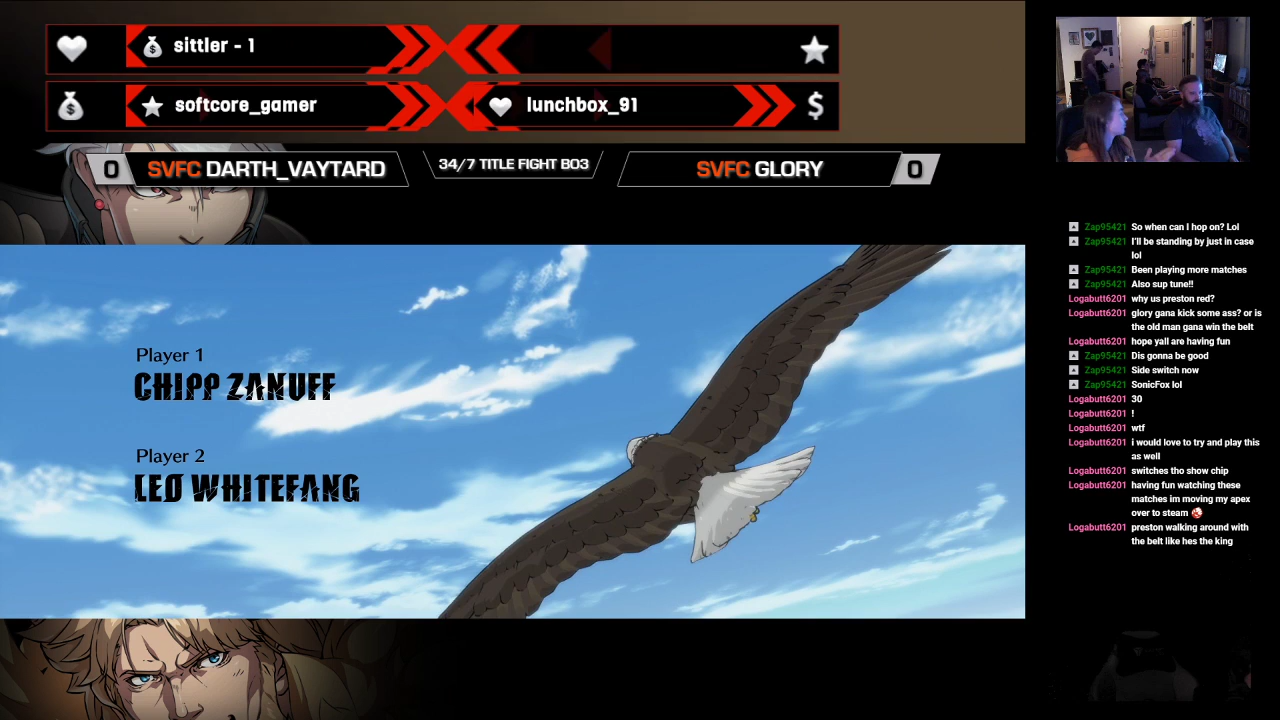 sittler - 1
softcore_gamer
lunchbox_91
$
0 SVFC DARTH_VAYTARD
34/7 TITLE FIGHT BO3
SVFC GLORY 0
Player 1
CHIPP ZANUFF
Player 2
LEO WHITEFANG
Zap95421 So when can I hop on? Lol
Zap95421 I'll be standing by just in case
lol
Zap95421 Been playing more matches
Zap95421 Also sup tune!!
Logabutt6201 why us preston red?
Logabutt6201 glory gana kick some ass? or is
the old man gana win the belt
Logabutt6201 hope yall are having fun
Zap95421 Dis gonna be good
Zap95421 Side switch now
Zap95421 SonicFox lol
Logabutt6201 30
Logabutt6201 !
Logabutt6201 wtf
Logabutt6201 i would love to try and play this
as well
Logabutt6201 switches tho show chip
Logabutt6201 having fun watching these
matches im moving my apex
over to steam
Logabutt6201 preston walking around with
the belt like hes the king